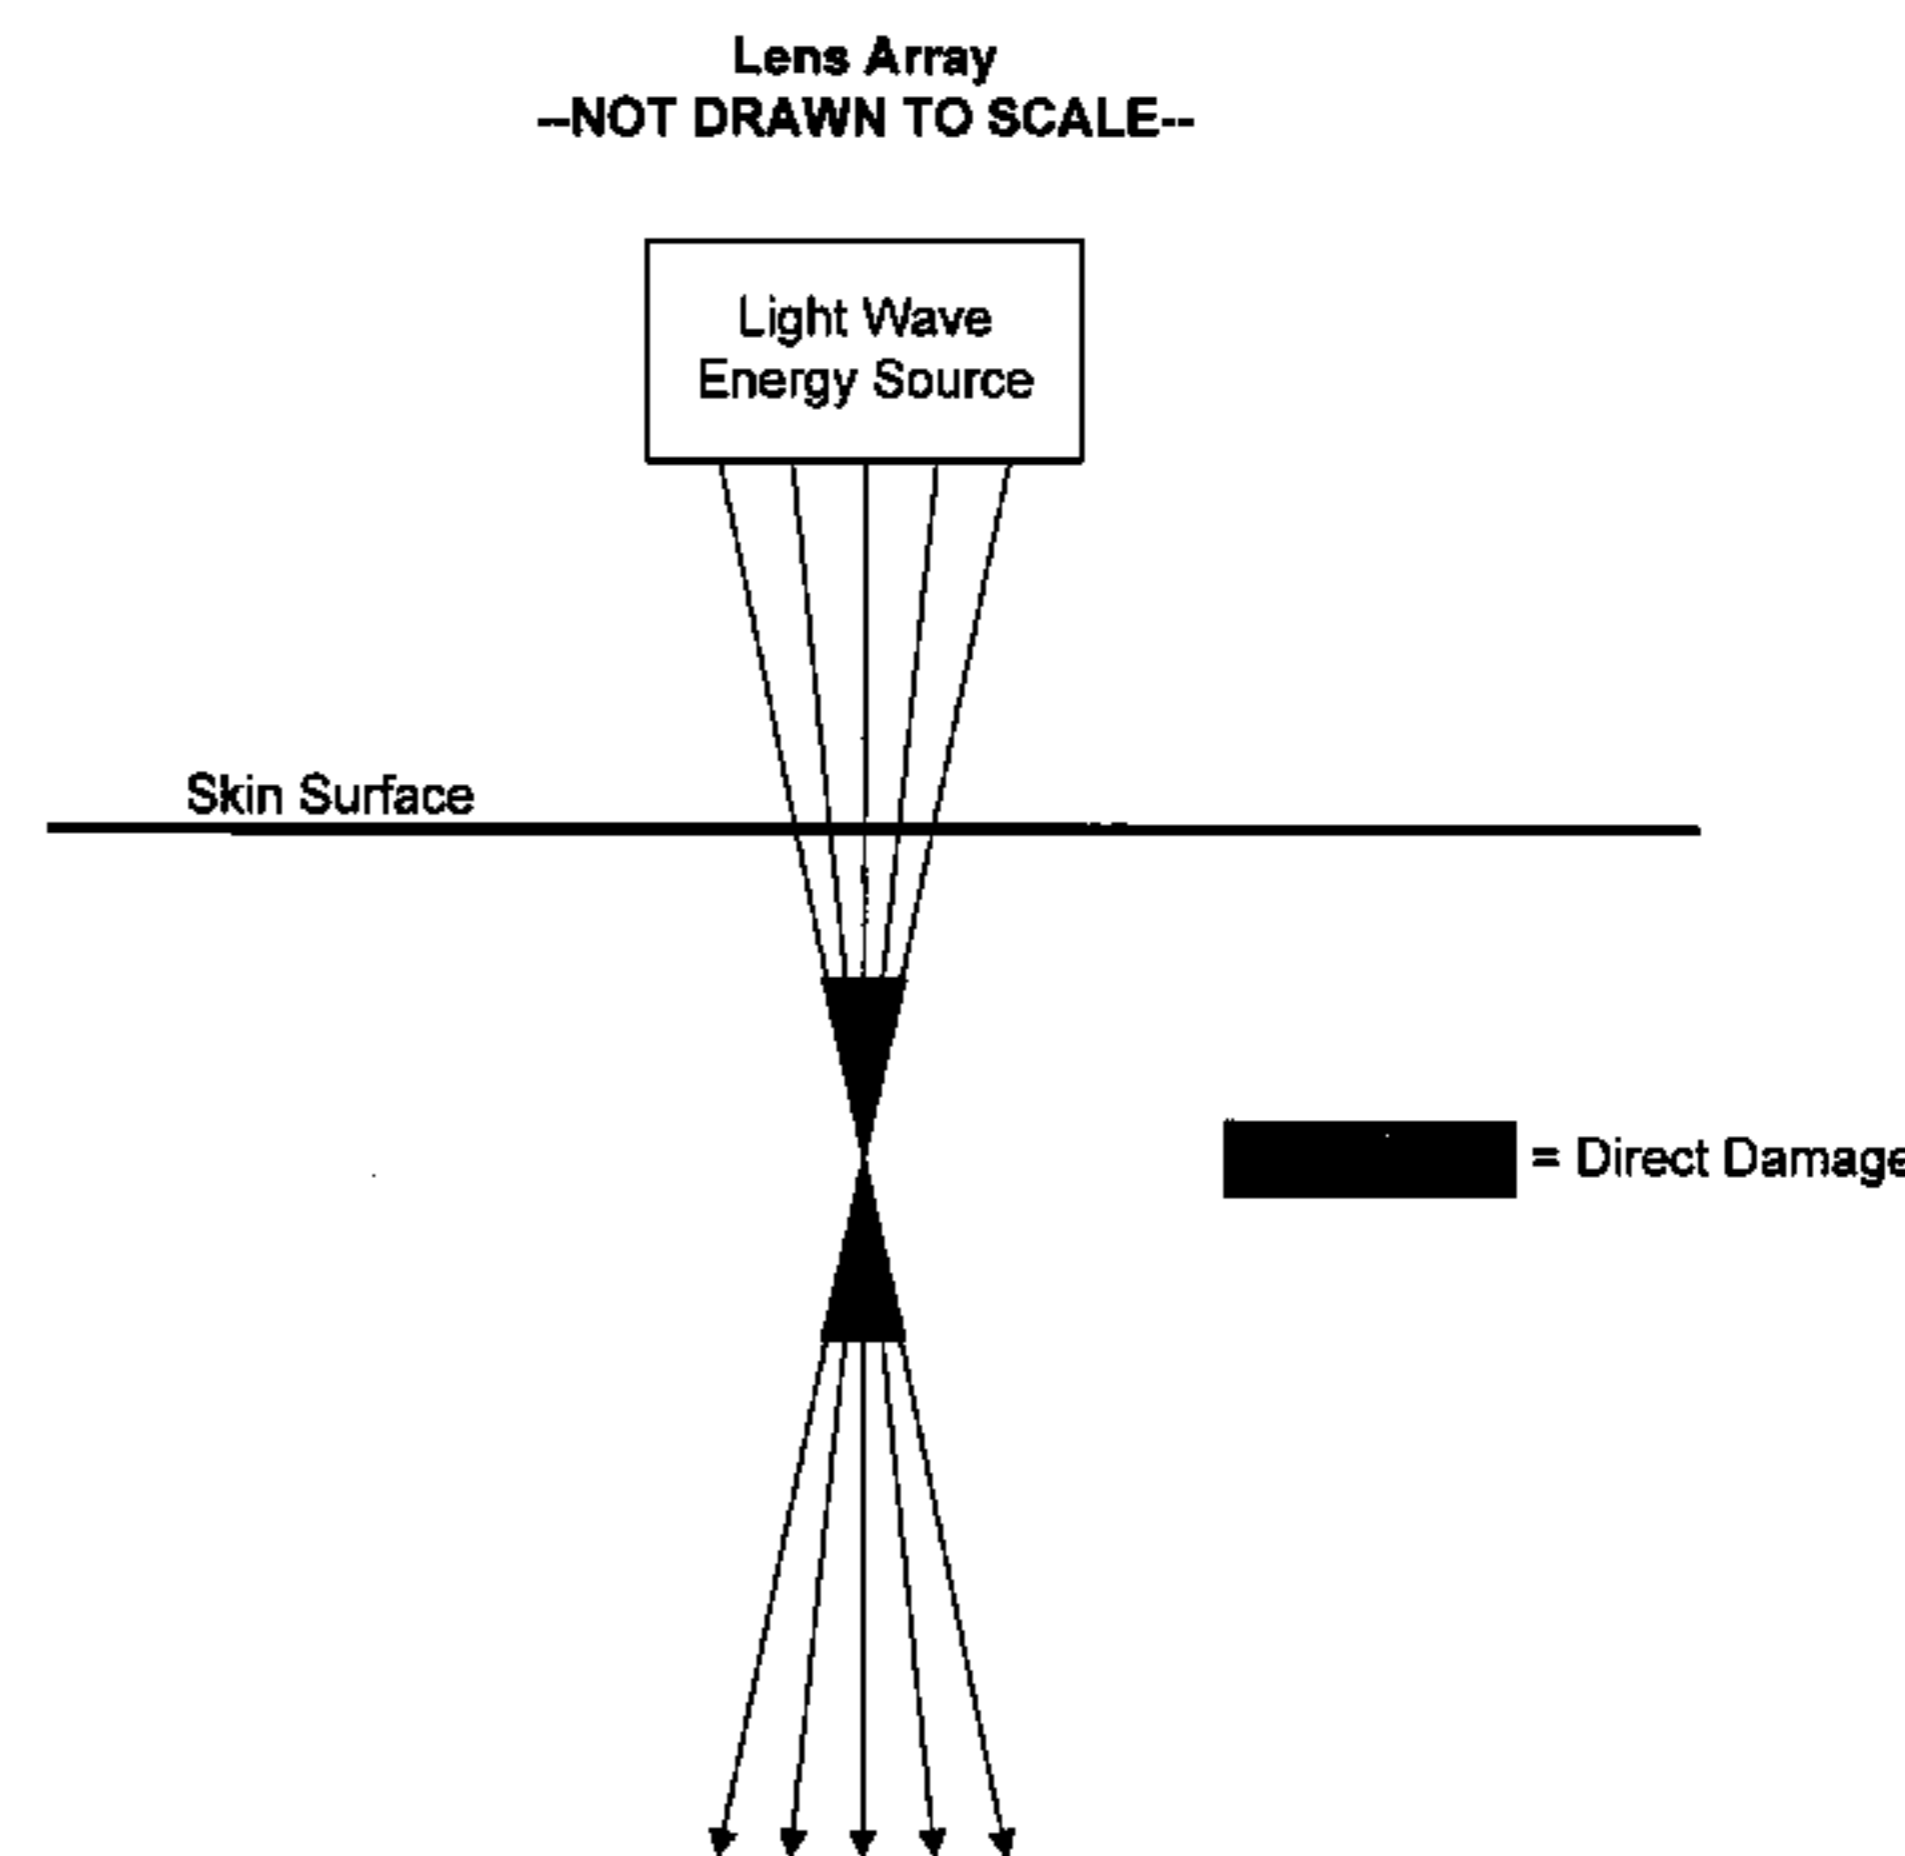 Lens Array
--NOT DRAWN TO SCALE--
Light Wave
Energy Source
Skin Surface
= Direct Damage